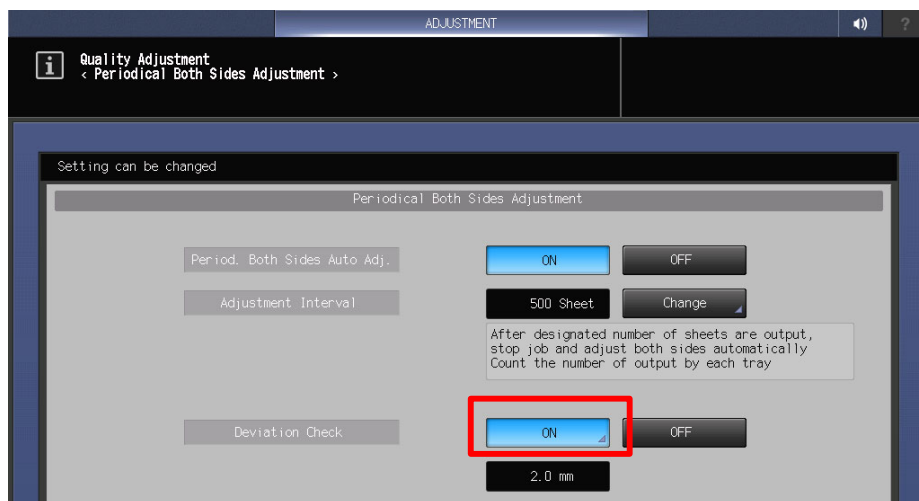 ADJUSTMENT
?
i
Quality Adjustment
< Periodical Both Sides Adjustment >
Setting can be changed
Periodical Both Sides Adjustment
Period. Both Sides Auto Adj. ON OFF
Adjustment Interval 500 Sheet Change
After designated number of sheets are output,
stop job and adjust both sides automatically
Count the number of output by each tray
Deviation Check ON OFF
2.0 mm